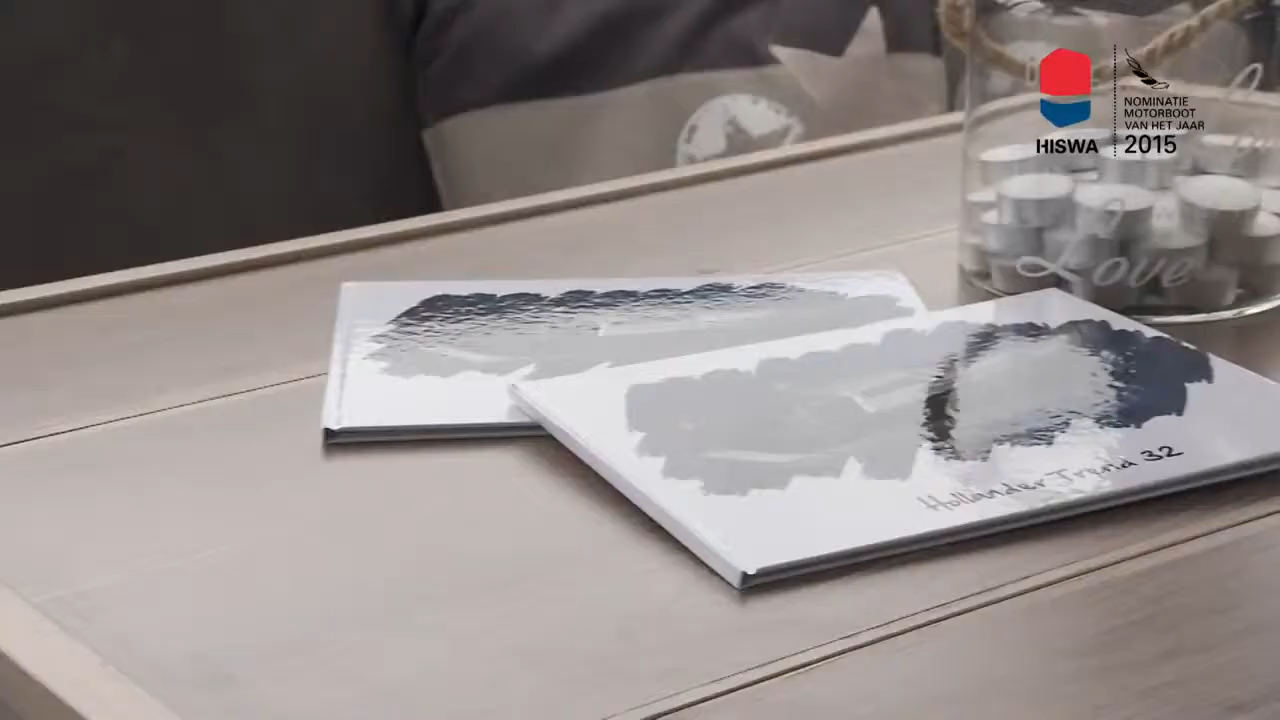 HISWA
NOMINATIE
MOTORBOOT
VAN HET JAAR
2015
Love
Hollander Trend 32